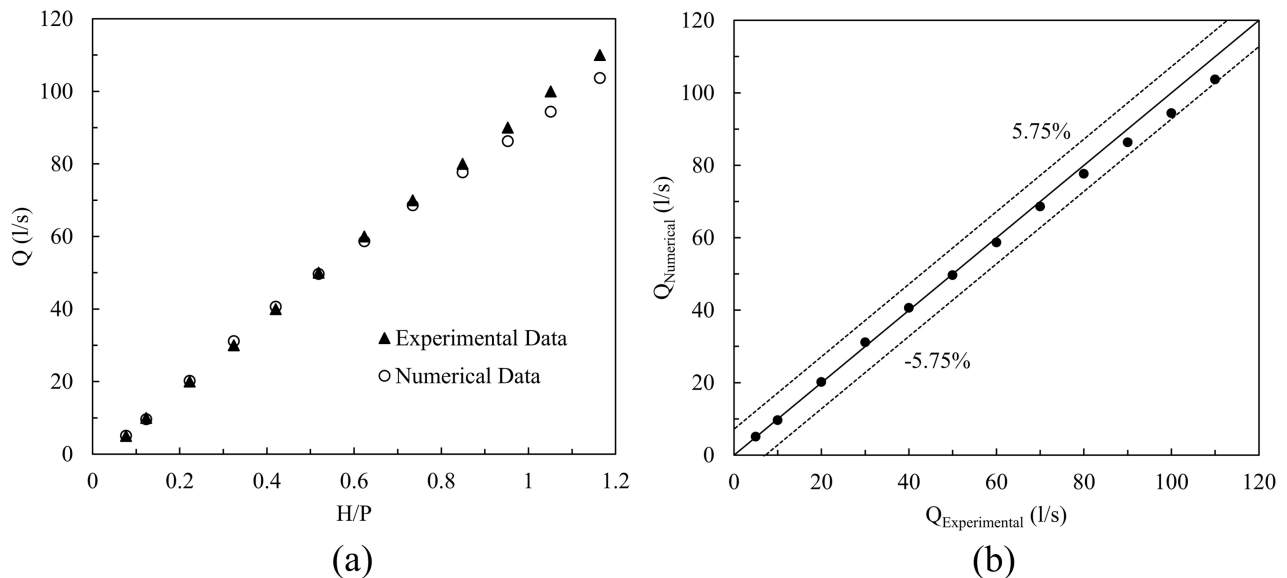 120
100
80
60
40
20
0
Q (l/s)
Experimental Data
Numerical Data
0 0.2 0.4 0.6 0.8 1 1.2
H/P
(a)
120
100
80
60
40
20
0
Q_Numerical (l/s)
5.75%
-5.75%
0 20 40 60 80 100 120
Q_Experimental (l/s)
(b)